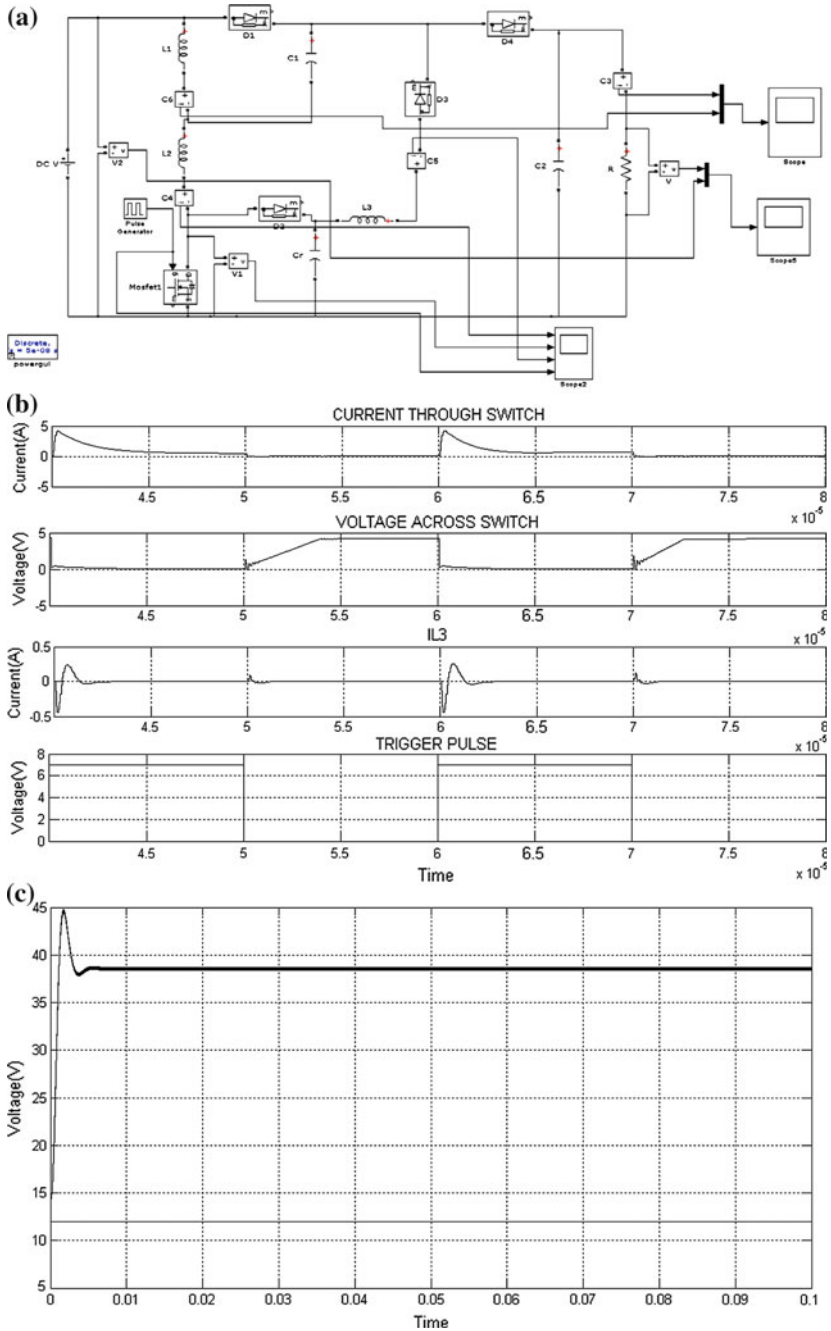 (a)
D1
D4
L1
C1
C3
C6
D3
L2
C5
C2
R
V
DC V
V2
C4
L3
Pulse
Generator
D2
Cr
V1
Mosfet1
Scope
Scope5
Scope2
Discrete,
powergui
(b)
CURRENT THROUGH SWITCH
Current(A)
5
0
-5
4.5 5 5.5 6 6.5 7 7.5 8
x 10⁻⁵
VOLTAGE ACROSS SWITCH
Voltage(V)
5
0
-5
4.5 5 5.5 6 6.5 7 7.5 8
x 10⁻⁵
IL3
Current(A)
0.5
0
-0.5
4.5 5 5.5 6 6.5 7 7.5 8
x 10⁻⁵
TRIGGER PULSE
Voltage(V)
8
6
4
2
0
4.5 5 5.5 6 6.5 7 7.5 8
Time
x 10⁻⁵
(c)
Voltage(V)
45
40
35
30
25
20
15
10
5
0 0.01 0.02 0.03 0.04 0.05 0.06 0.07 0.08 0.09 0.1
Time